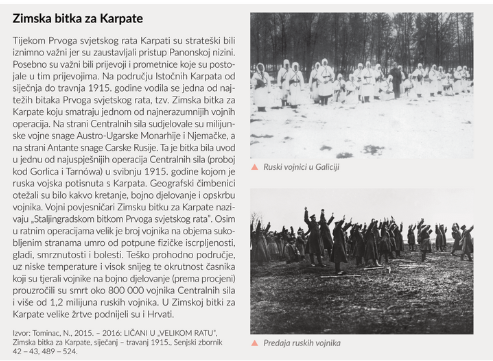 Zimska bitka za Karpate
Tijekom Prvoga svjetskog rata Karpati su strateški bili
iznimno važni jer su zaustavljali pristup Panonskoj nizini.
Posebno su važni bili prijevoji i prometnice koje su posto-
jale u tim prijevojima. Na području Istočnih Karpata od
siječnja do travnja 1915. godine vodila se jedna od naj-
težih bitaka Prvoga svjetskog rata, tzv. Zimska bitka za
Karpate koju smatraju jednom od najnerazumnijih vojnih
operacija. Na strani Centralnih sila sudjelovale su milijun-
ske vojne snage Austro-Ugarske Monarhije i Njemačke, a
na strani Antante snage Carske Rusije. Ta je bitka bila uvod
u jednu od najuspješnijih operacija Centralnih sila (proboj
kod Gorlica i Tarnówa) u svibnju 1915. godine kojom je
ruska vojska potisnuta s Karpata. Geografski čimbenici
otežali su bilo kakvo kretanje, bojno djelovanje i opskrbu
vojnika. Vojni povjesničari Zimsku bitku za Karpate nazi-
vaju „Staljingradskom bitkom Prvoga svjetskog rata”. Osim
u ratnim operacijama velik je broj vojnika na objema suko-
bljenim stranama umro od potpune fizičke iscrpljenosti,
gladi, smrznutosti i bolesti. Teško prohodno područje,
uz niske temperature i visok snijeg te okrutnost časnika
koji su tjerali vojnike na bojno djelovanje (prema procjeni)
prouzročili su smrt oko 800 000 vojnika Centralnih sila
i više od 1,2 milijuna ruskih vojnika. U Zimskoj bitki za
Karpate velike žrtve podnijeli su i Hrvati.
Izvor: Tominac, N., 2015. – 2016: LIČANI U „VELIKOM RATU”,
Zimska bitka za Karpate, siječanj – travanj 1915., Senjski zbornik
42 – 43, 489 – 524.
Ruski vojnici u Galiciji
Predaja ruskih vojnika